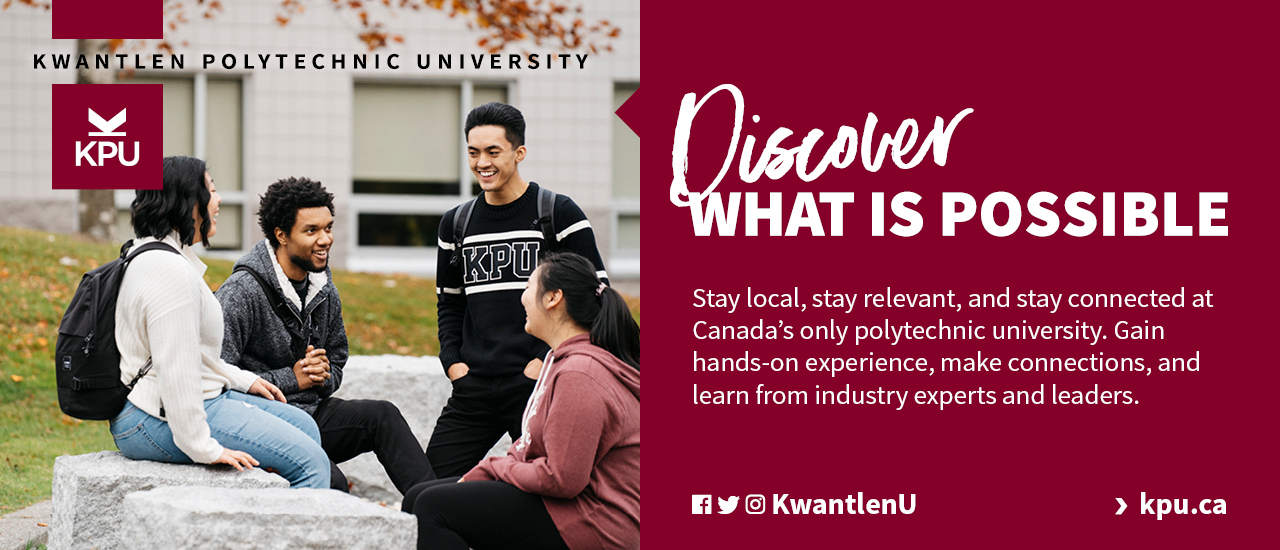 KWANTLEN POLYTECHNIC UNIVERSITY
KPU
KPU
Discover
WHAT IS POSSIBLE
Stay local, stay relevant, and stay connected at
Canada’s only polytechnic university. Gain
hands-on experience, make connections, and
learn from industry experts and leaders.
KwantlenU
› kpu.ca